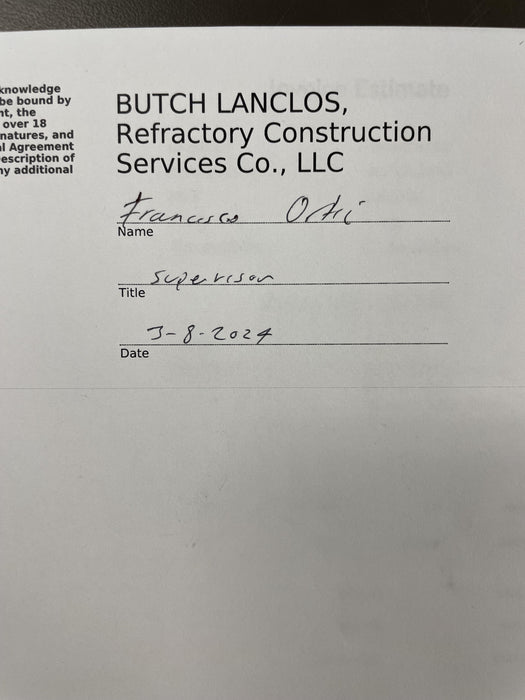 knowledge
be bound by
nt, the
over 18
natures, and
al Agreement
escription of
ny additional
BUTCH LANCLOS,
Refractory Construction
Services Co., LLC
Francisco
Name
Supervisor
Title
3-8-2024
Date